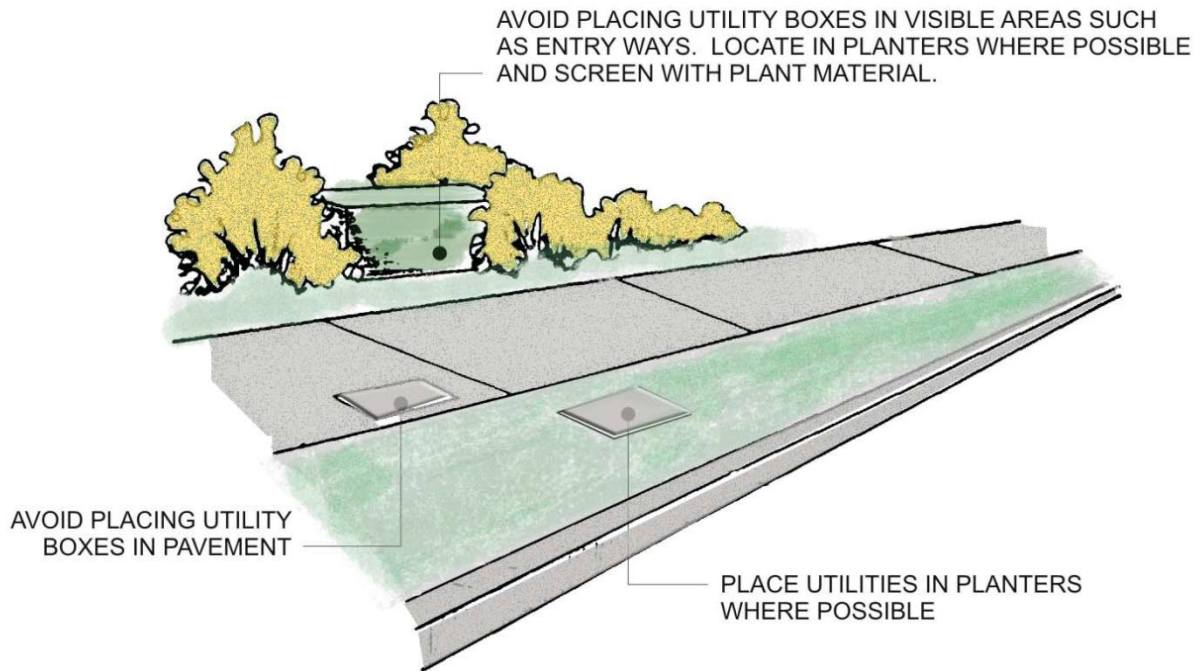 AVOID PLACING UTILITY BOXES IN VISIBLE AREAS SUCH
AS ENTRY WAYS. LOCATE IN PLANTERS WHERE POSSIBLE
AND SCREEN WITH PLANT MATERIAL.
AVOID PLACING UTILITY
BOXES IN PAVEMENT
PLACE UTILITIES IN PLANTERS
WHERE POSSIBLE